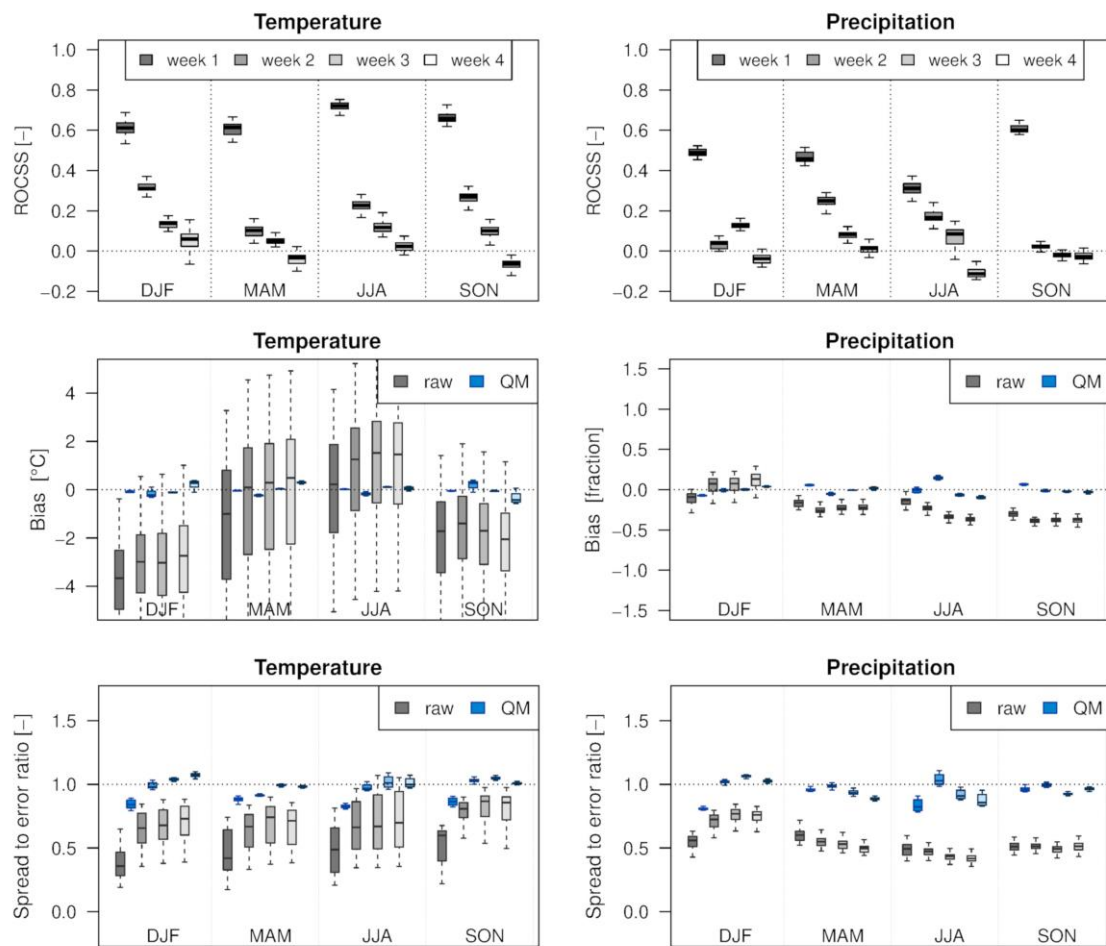 Temperature
ROCSS [−]
1.0
0.8
0.6
0.4
0.2
0.0
−0.2
week 1 week 2 week 3 week 4
DJF MAM JJA SON
Precipitation
ROCSS [−]
1.0
0.8
0.6
0.4
0.2
0.0
−0.2
week 1 week 2 week 3 week 4
DJF MAM JJA SON
Temperature
Bias [°C]
4
2
0
−2
−4
raw QM
DJF MAM JJA SON
Precipitation
Bias [fraction]
1.5
1.0
0.5
0.0
−0.5
−1.0
−1.5
raw QM
DJF MAM JJA SON
Temperature
Spread to error ratio [−]
1.5
1.0
0.5
0.0
raw QM
DJF MAM JJA SON
Precipitation
Spread to error ratio [−]
1.5
1.0
0.5
0.0
raw QM
DJF MAM JJA SON